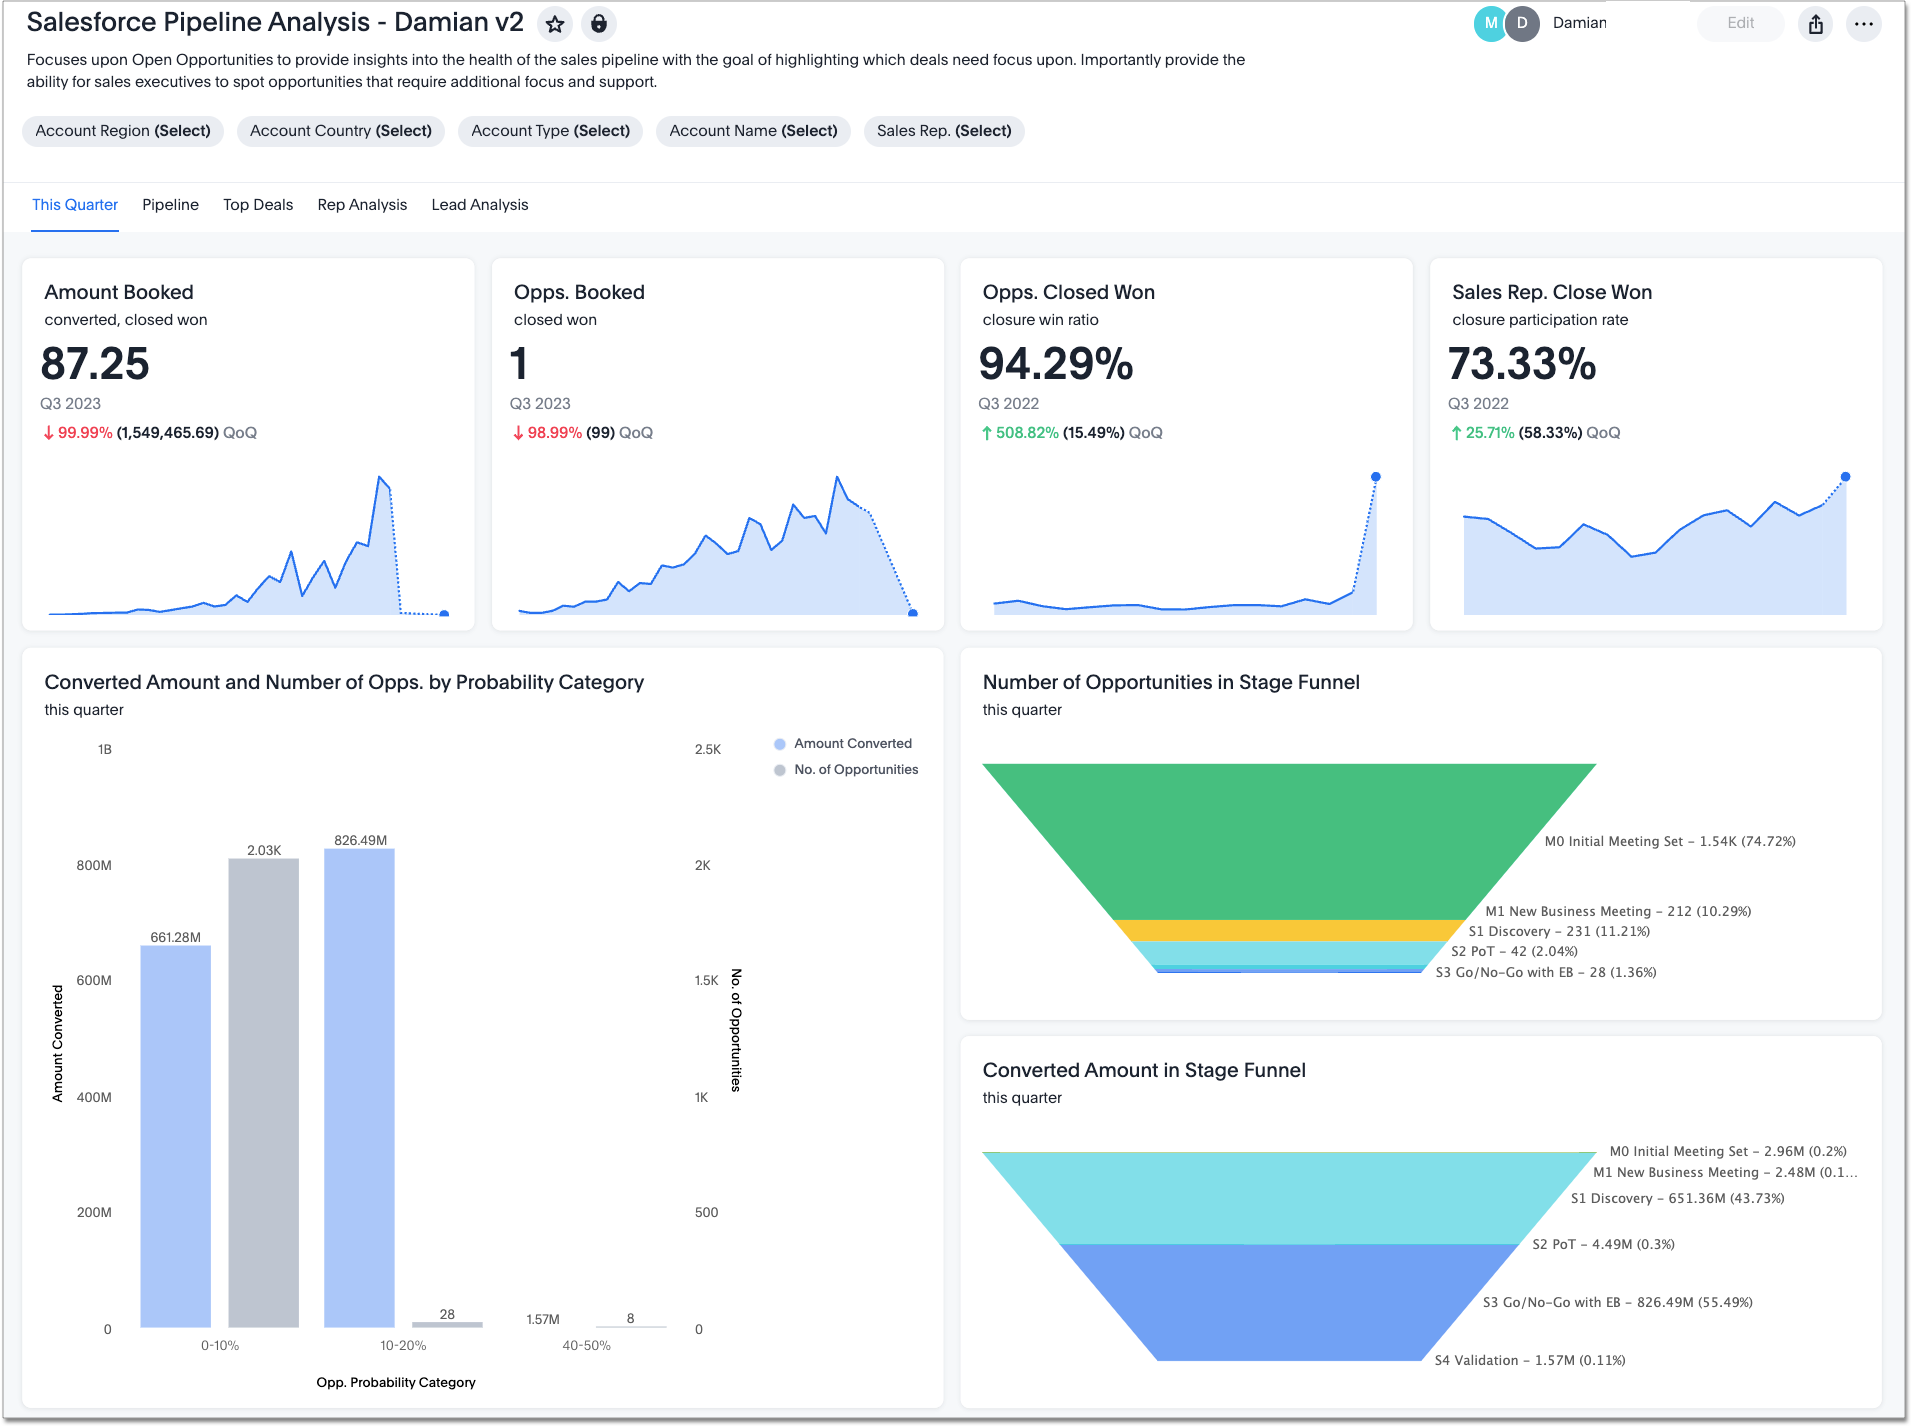 Salesforce Pipeline Analysis - Damian v2
M D Damian
Edit
Focuses upon Open Opportunities to provide insights into the health of the sales pipeline with the goal of highlighting which deals need focus upon. Importantly provide the
ability for sales executives to spot opportunities that require additional focus and support.
Account Region (Select) Account Country (Select) Account Type (Select) Account Name (Select) Sales Rep. (Select)
This Quarter Pipeline Top Deals Rep Analysis Lead Analysis
Amount Booked
converted, closed won
87.25
Q3 2023
↓ 99.99% (1,549,465.69) QoQ
Opps. Booked
closed won
1
Q3 2023
↓ 98.99% (99) QoQ
Opps. Closed Won
closure win ratio
94.29%
Q3 2022
↑ 508.82% (15.49%) QoQ
Sales Rep. Close Won
closure participation rate
73.33%
Q3 2022
↑ 25.71% (58.33%) QoQ
Converted Amount and Number of Opps. by Probability Category
this quarter
Amount Converted
No. of Opportunities
1B
800M
600M
400M
200M
0
Amount Converted
661.28M
2.03K
826.49M
28
1.57M
8
2.5K
2K
1.5K
1K
500
0
No. of Opportunities
0-10% 10-20% 40-50%
Opp. Probability Category
Number of Opportunities in Stage Funnel
this quarter
M0 Initial Meeting Set – 1.54K (74.72%)
M1 New Business Meeting – 212 (10.29%)
S1 Discovery – 231 (11.21%)
S2 PoT – 42 (2.04%)
S3 Go/No-Go with EB – 28 (1.36%)
Converted Amount in Stage Funnel
this quarter
M0 Initial Meeting Set – 2.96M (0.2%)
M1 New Business Meeting – 2.48M (0.1...
S1 Discovery – 651.36M (43.73%)
S2 PoT – 4.49M (0.3%)
S3 Go/No-Go with EB – 826.49M (55.49%)
S4 Validation – 1.57M (0.11%)